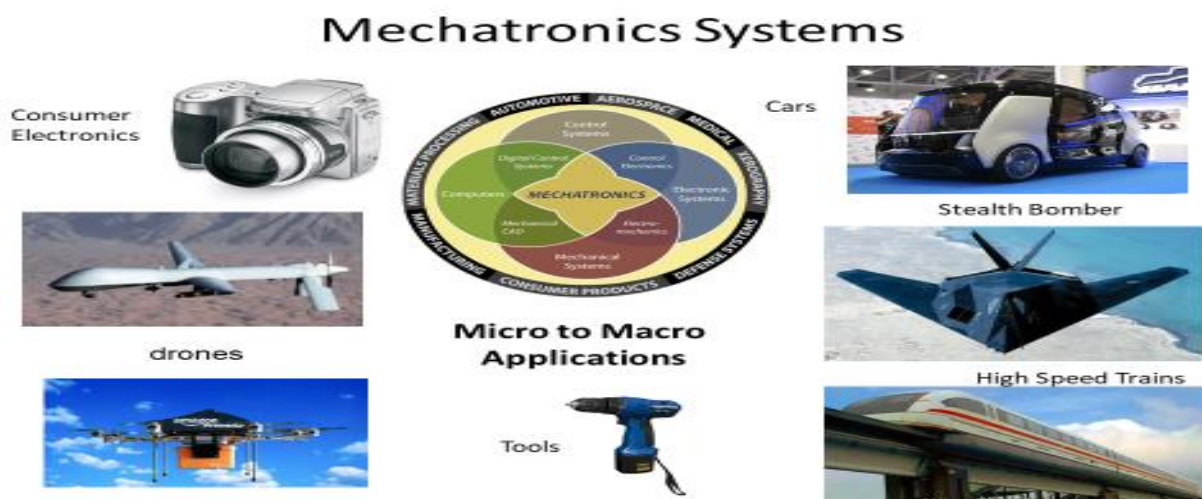 Mechatronics Systems
Consumer
Electronics
Cars
AUTOMOTIVE
AEROSPACE
MEDICAL
XEROGRAPHY
DEFENSE SYSTEMS
CONSUMER PRODUCTS
MANUFACTURING
MATERIALS PROCESSING
Control
Systems
Digital Control
Systems
Control
Electronics
Computers
MECHATRONICS
Electronic
Systems
Mechanical
CAD
Electro-
mechanics
Mechanical
Systems
Stealth Bomber
Micro to Macro
Applications
drones
High Speed Trains
Tools